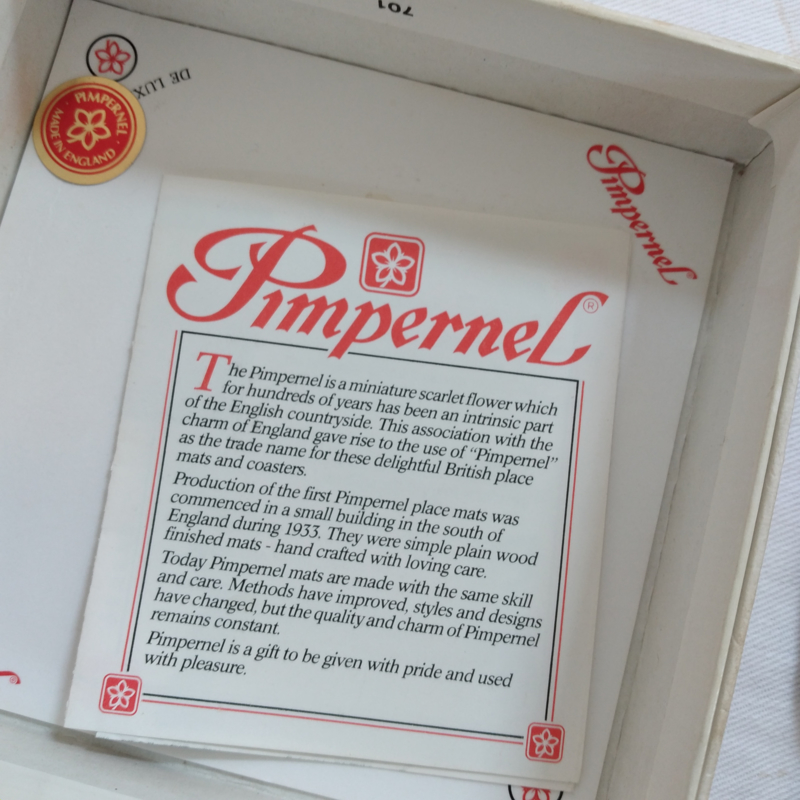 701
DE LUX
PIMPERNEL
MADE IN ENGLAND
Pimpernel
Pimpernel®
The Pimpernel is a miniature scarlet flower which
for hundreds of years has been an intrinsic part
of the English countryside. This association with the
charm of England gave rise to the use of “Pimpernel”
as the trade name for these delightful British place
mats and coasters.
Production of the first Pimpernel place mats was
commenced in a small building in the south of
England during 1933. They were simple plain wood
finished mats - hand crafted with loving care.
Today Pimpernel mats are made with the same skill
and care. Methods have improved, styles and designs
have changed, but the quality and charm of Pimpernel
remains constant.
Pimpernel is a gift to be given with pride and used
with pleasure.